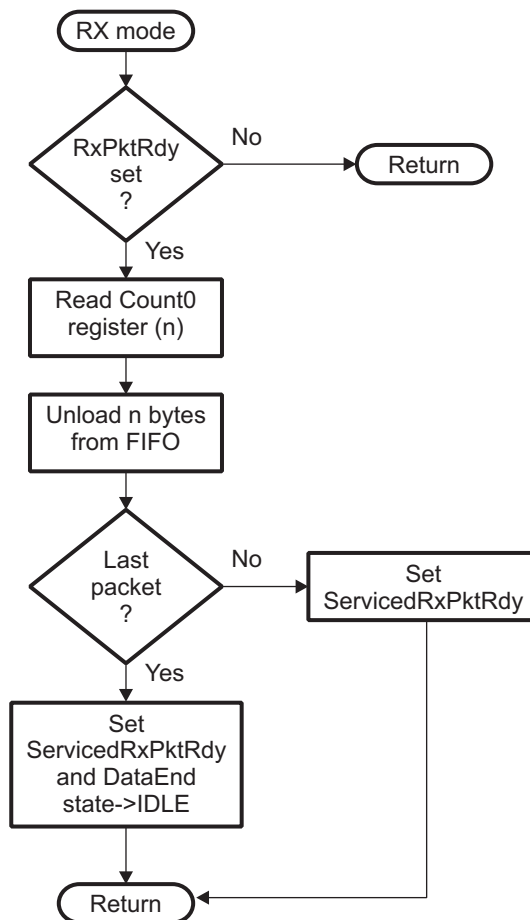 RX mode
RxPktRdy
set
?
No
Return
Yes
Read Count0
register (n)
Unload n bytes
from FIFO
Last
packet
?
No
Set
ServicedRxPktRdy
Yes
Set
ServicedRxPktRdy
and DataEnd
state->IDLE
Return